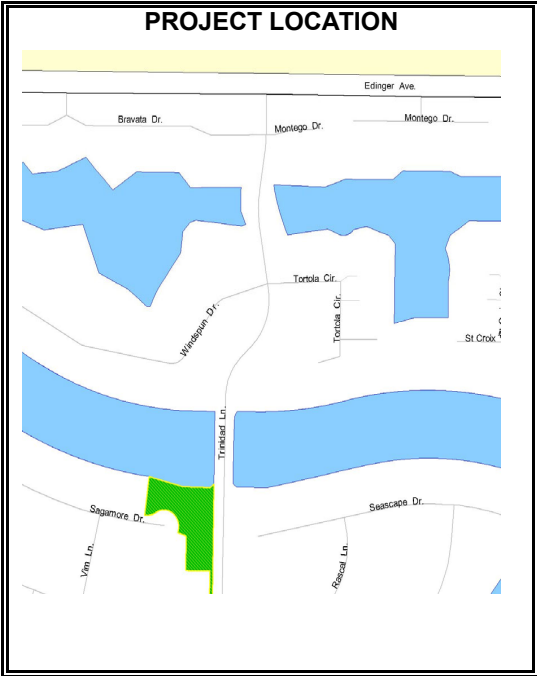 PROJECT LOCATION
Edinger Ave.
Bravata Dr.
Montego Dr.
Montego Dr.
Tortola Cir.
Windspun Dr.
Tortola Cir.
St Croix
Trinidad Ln.
Sagamore Dr.
Seascape Dr.
Vim Ln.
Rascal Ln.